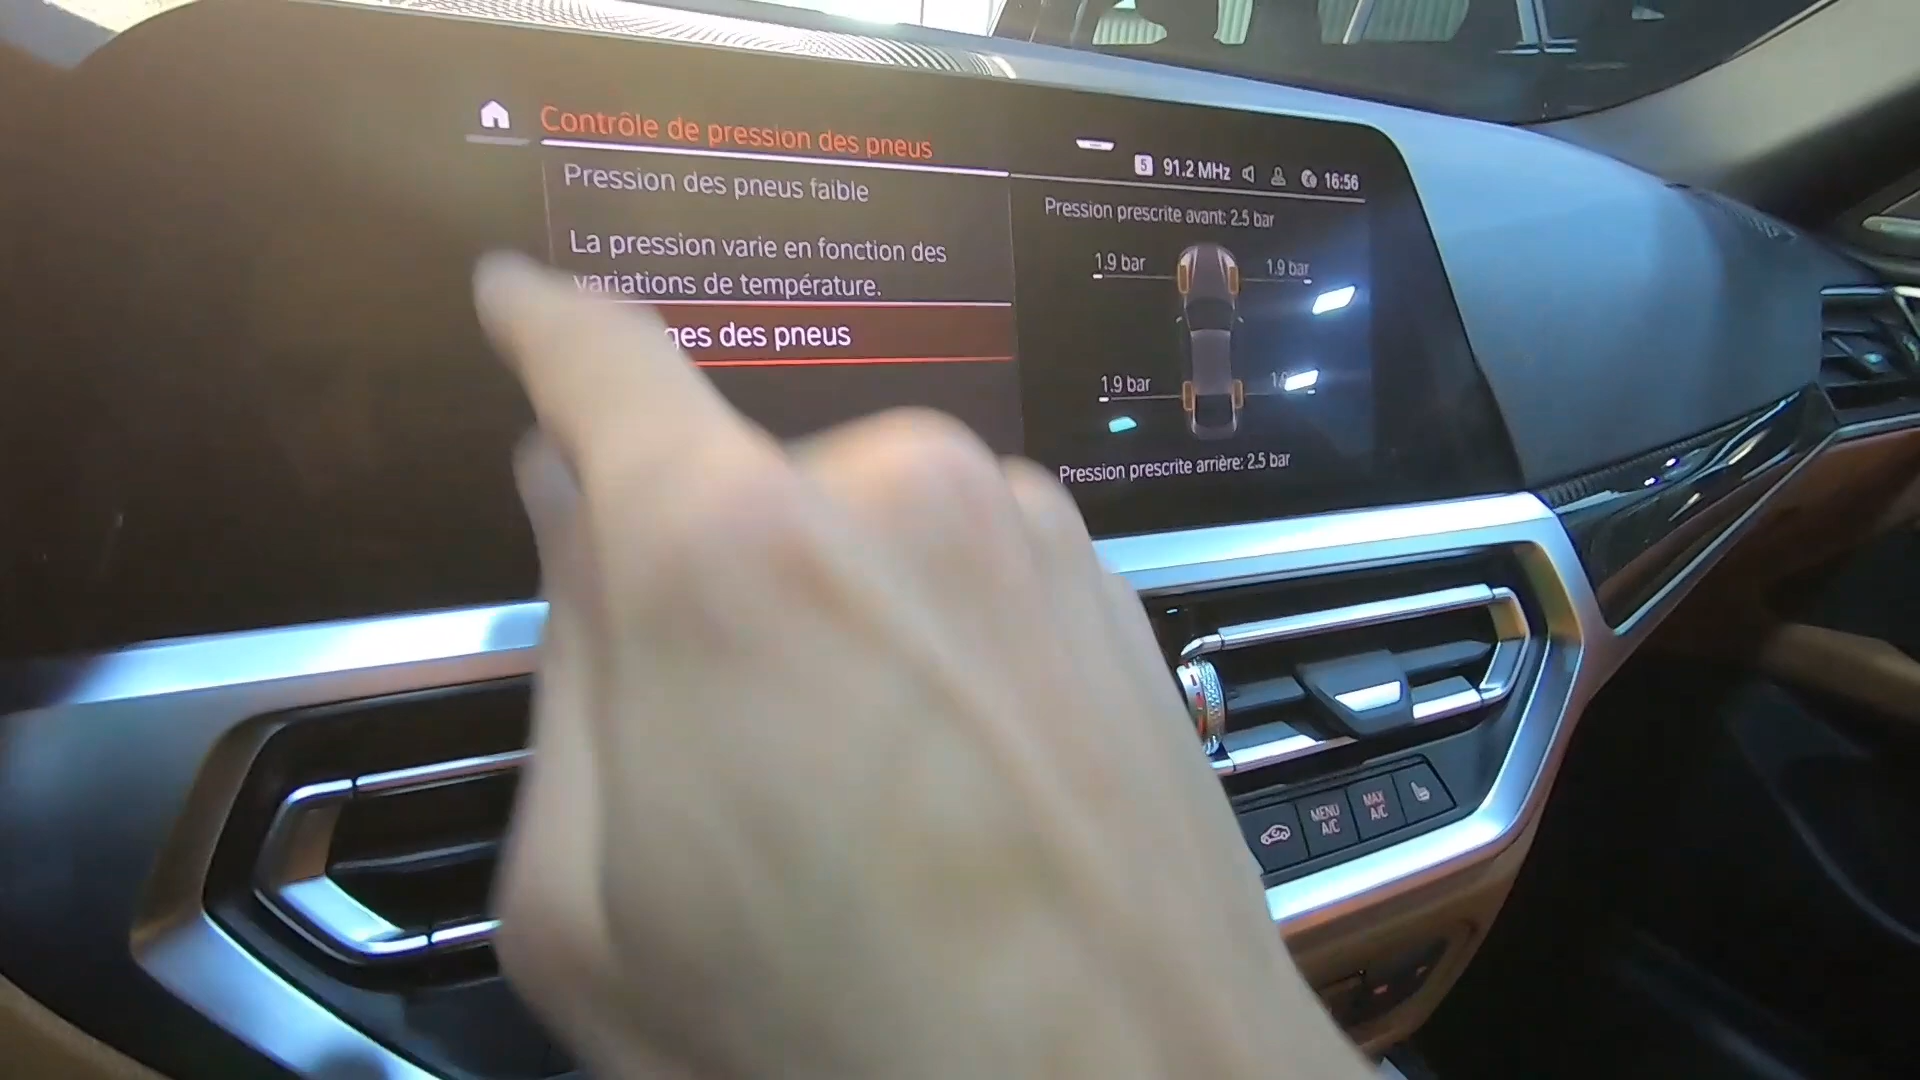 Contrôle de pression des pneus
Pression des pneus faible
La pression varie en fonction des
variations de température.
des pneus
5 91.2 MHz 16:56
Pression prescrite avant: 2.5 bar
1.9 bar 1.9 bar
1.9 bar
Pression prescrite arrière: 2.5 bar
MENU
A/C
MAX
A/C